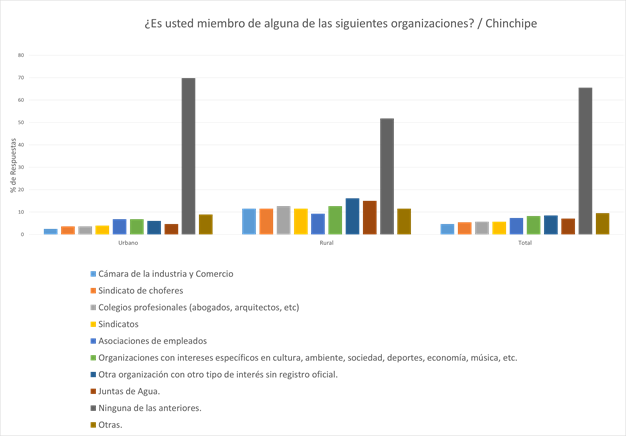 ¿Es usted miembro de alguna de las siguientes organizaciones? / Chinchipe
80
70
60
50
40
30
20
10
0
% de Respuestas
Urbano
Rural
Total
Cámara de la industria y Comercio
Sindicato de choferes
Colegios profesionales (abogados, arquitectos, etc)
Sindicatos
Asociaciones de empleados
Organizaciones con intereses específicos en cultura, ambiente, sociedad, deportes, economía, música, etc.
Otra organización con otro tipo de interés sin registro oficial.
Juntas de Agua.
Ninguna de las anteriores.
Otras.